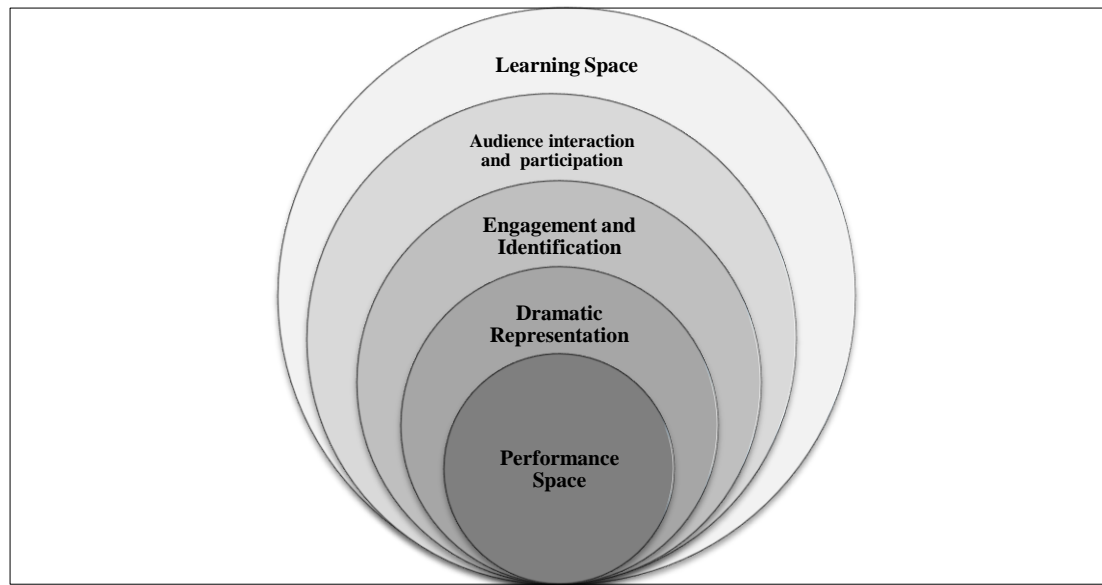 Learning Space
Audience interaction
and participation
Engagement and
Identification
Dramatic
Representation
Performance
Space